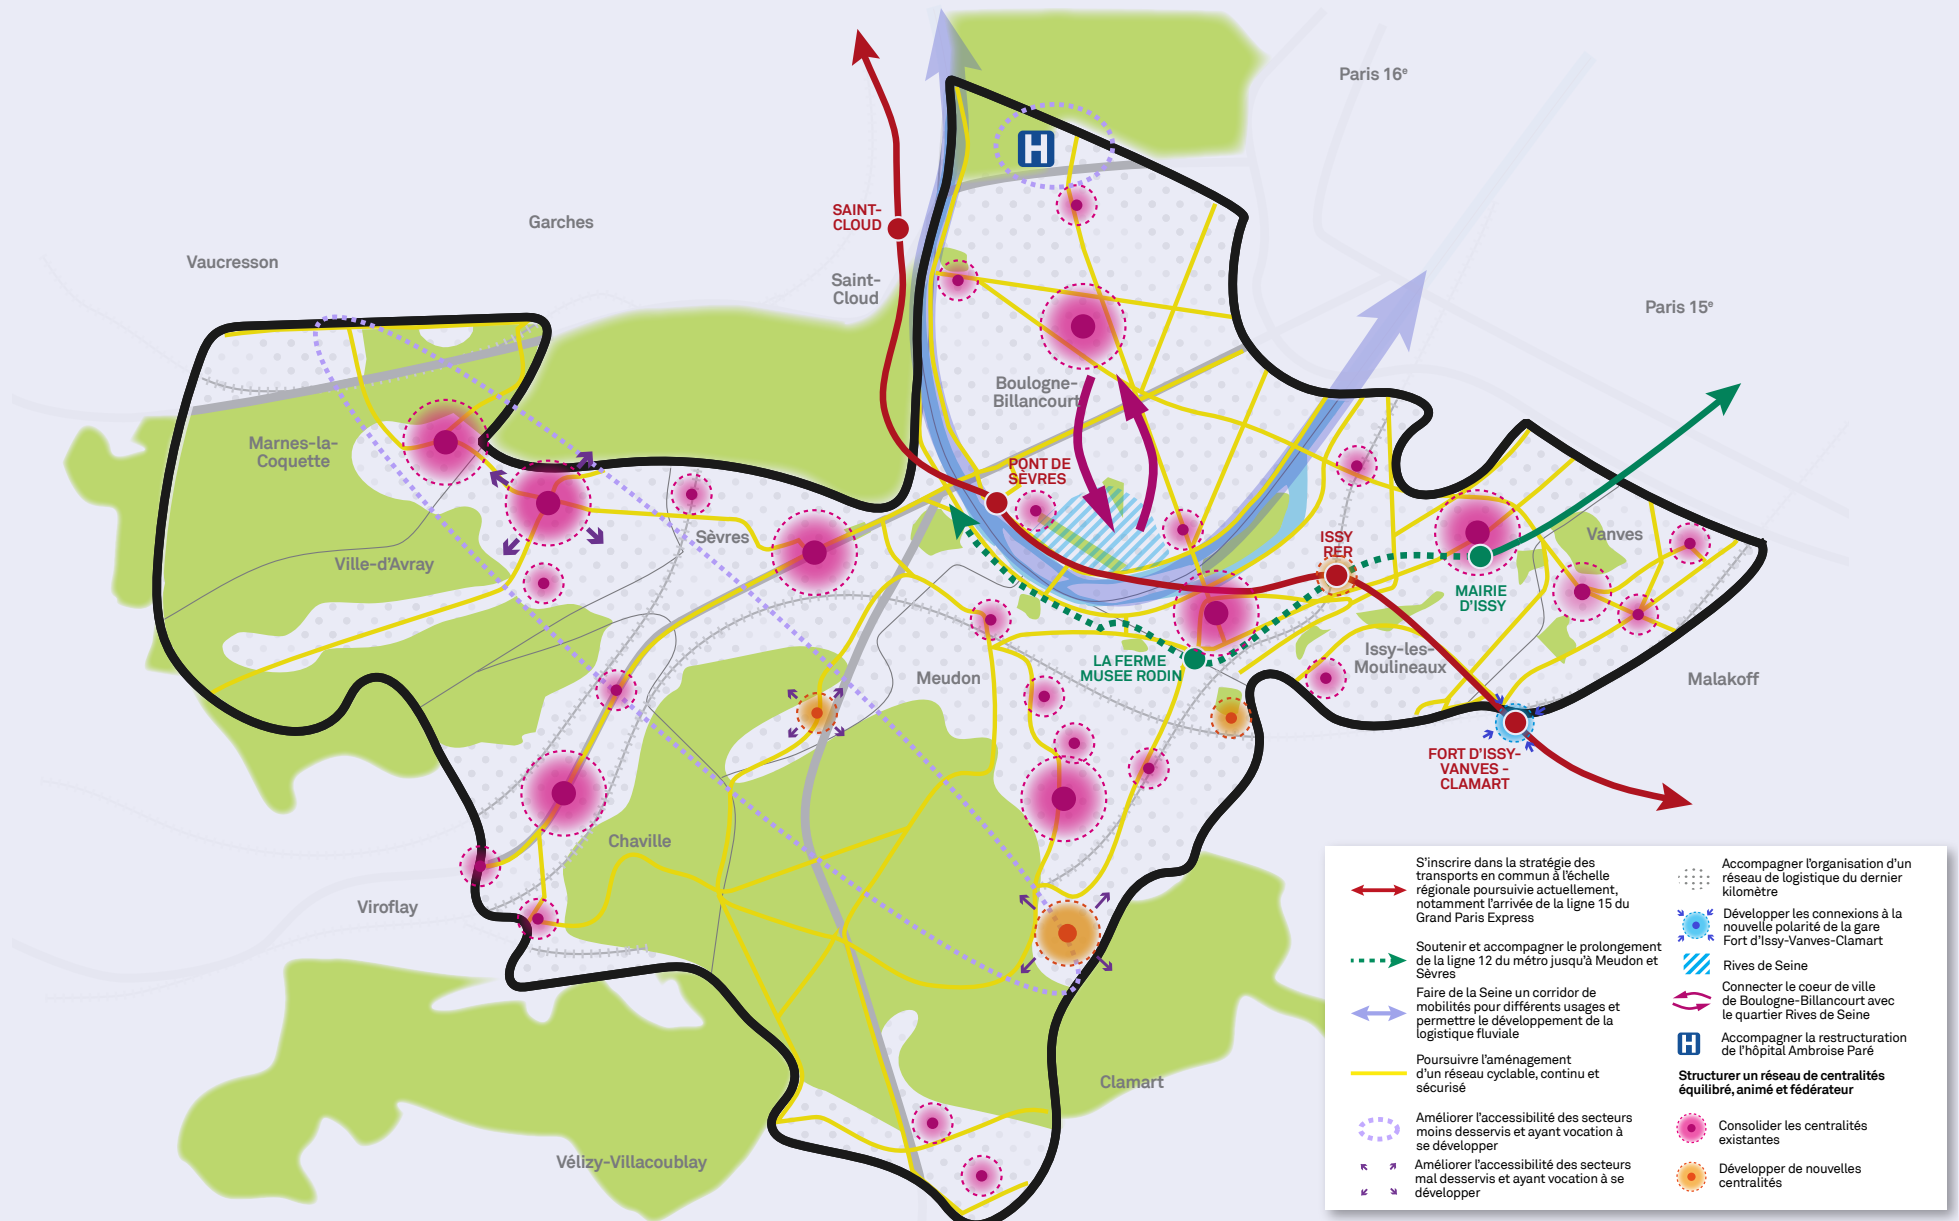 Paris 16e
SAINT-
CLOUD
Garches
Vaucresson
Saint-
Cloud
Paris 15e
H
Boulogne-
Billancourt
Marnes-la-
Coquette
PONT DE
SÈVRES
Sèvres
Ville-d'Avray
ISSY
RER
Vanves
MAIRIE
D'ISSY
LA FERME
MUSEE RODIN
Meudon
Issy-les-
Moulineaux
Malakoff
FORT D'ISSY-
VANVES -
CLAMART
Chaville
Viroflay
Clamart
Vélizy-Villacoublay
S'inscrire dans la stratégie des
transports en commun à l'échelle
régionale poursuivie actuellement,
notamment l'arrivée de la ligne 15 du
Grand Paris Express
Soutenir et accompagner le prolongement
de la ligne 12 du métro jusqu'à Meudon et
Sèvres
Faire de la Seine un corridor de
mobilités pour différents usages et
permettre le développement de la
logistique fluviale
Poursuivre l'aménagement
d'un réseau cyclable, continu et
sécurisé
Améliorer l'accessibilité des secteurs
moins desservis et ayant vocation à
se développer
Améliorer l'accessibilité des secteurs
mal desservis et ayant vocation à se
développer
Accompagner l'organisation d'un
réseau de logistique du dernier
kilomètre
Développer les connexions à la
nouvelle polarité de la gare
Fort d'Issy-Vanves-Clamart
Rives de Seine
Connecter le coeur de ville
de Boulogne-Billancourt avec
le quartier Rives de Seine
H
Accompagner la restructuration
de l'hôpital Ambroise Paré
Structurer un réseau de centralités
équilibré, animé et fédérateur
Consolider les centralités
existantes
Développer de nouvelles
centralités